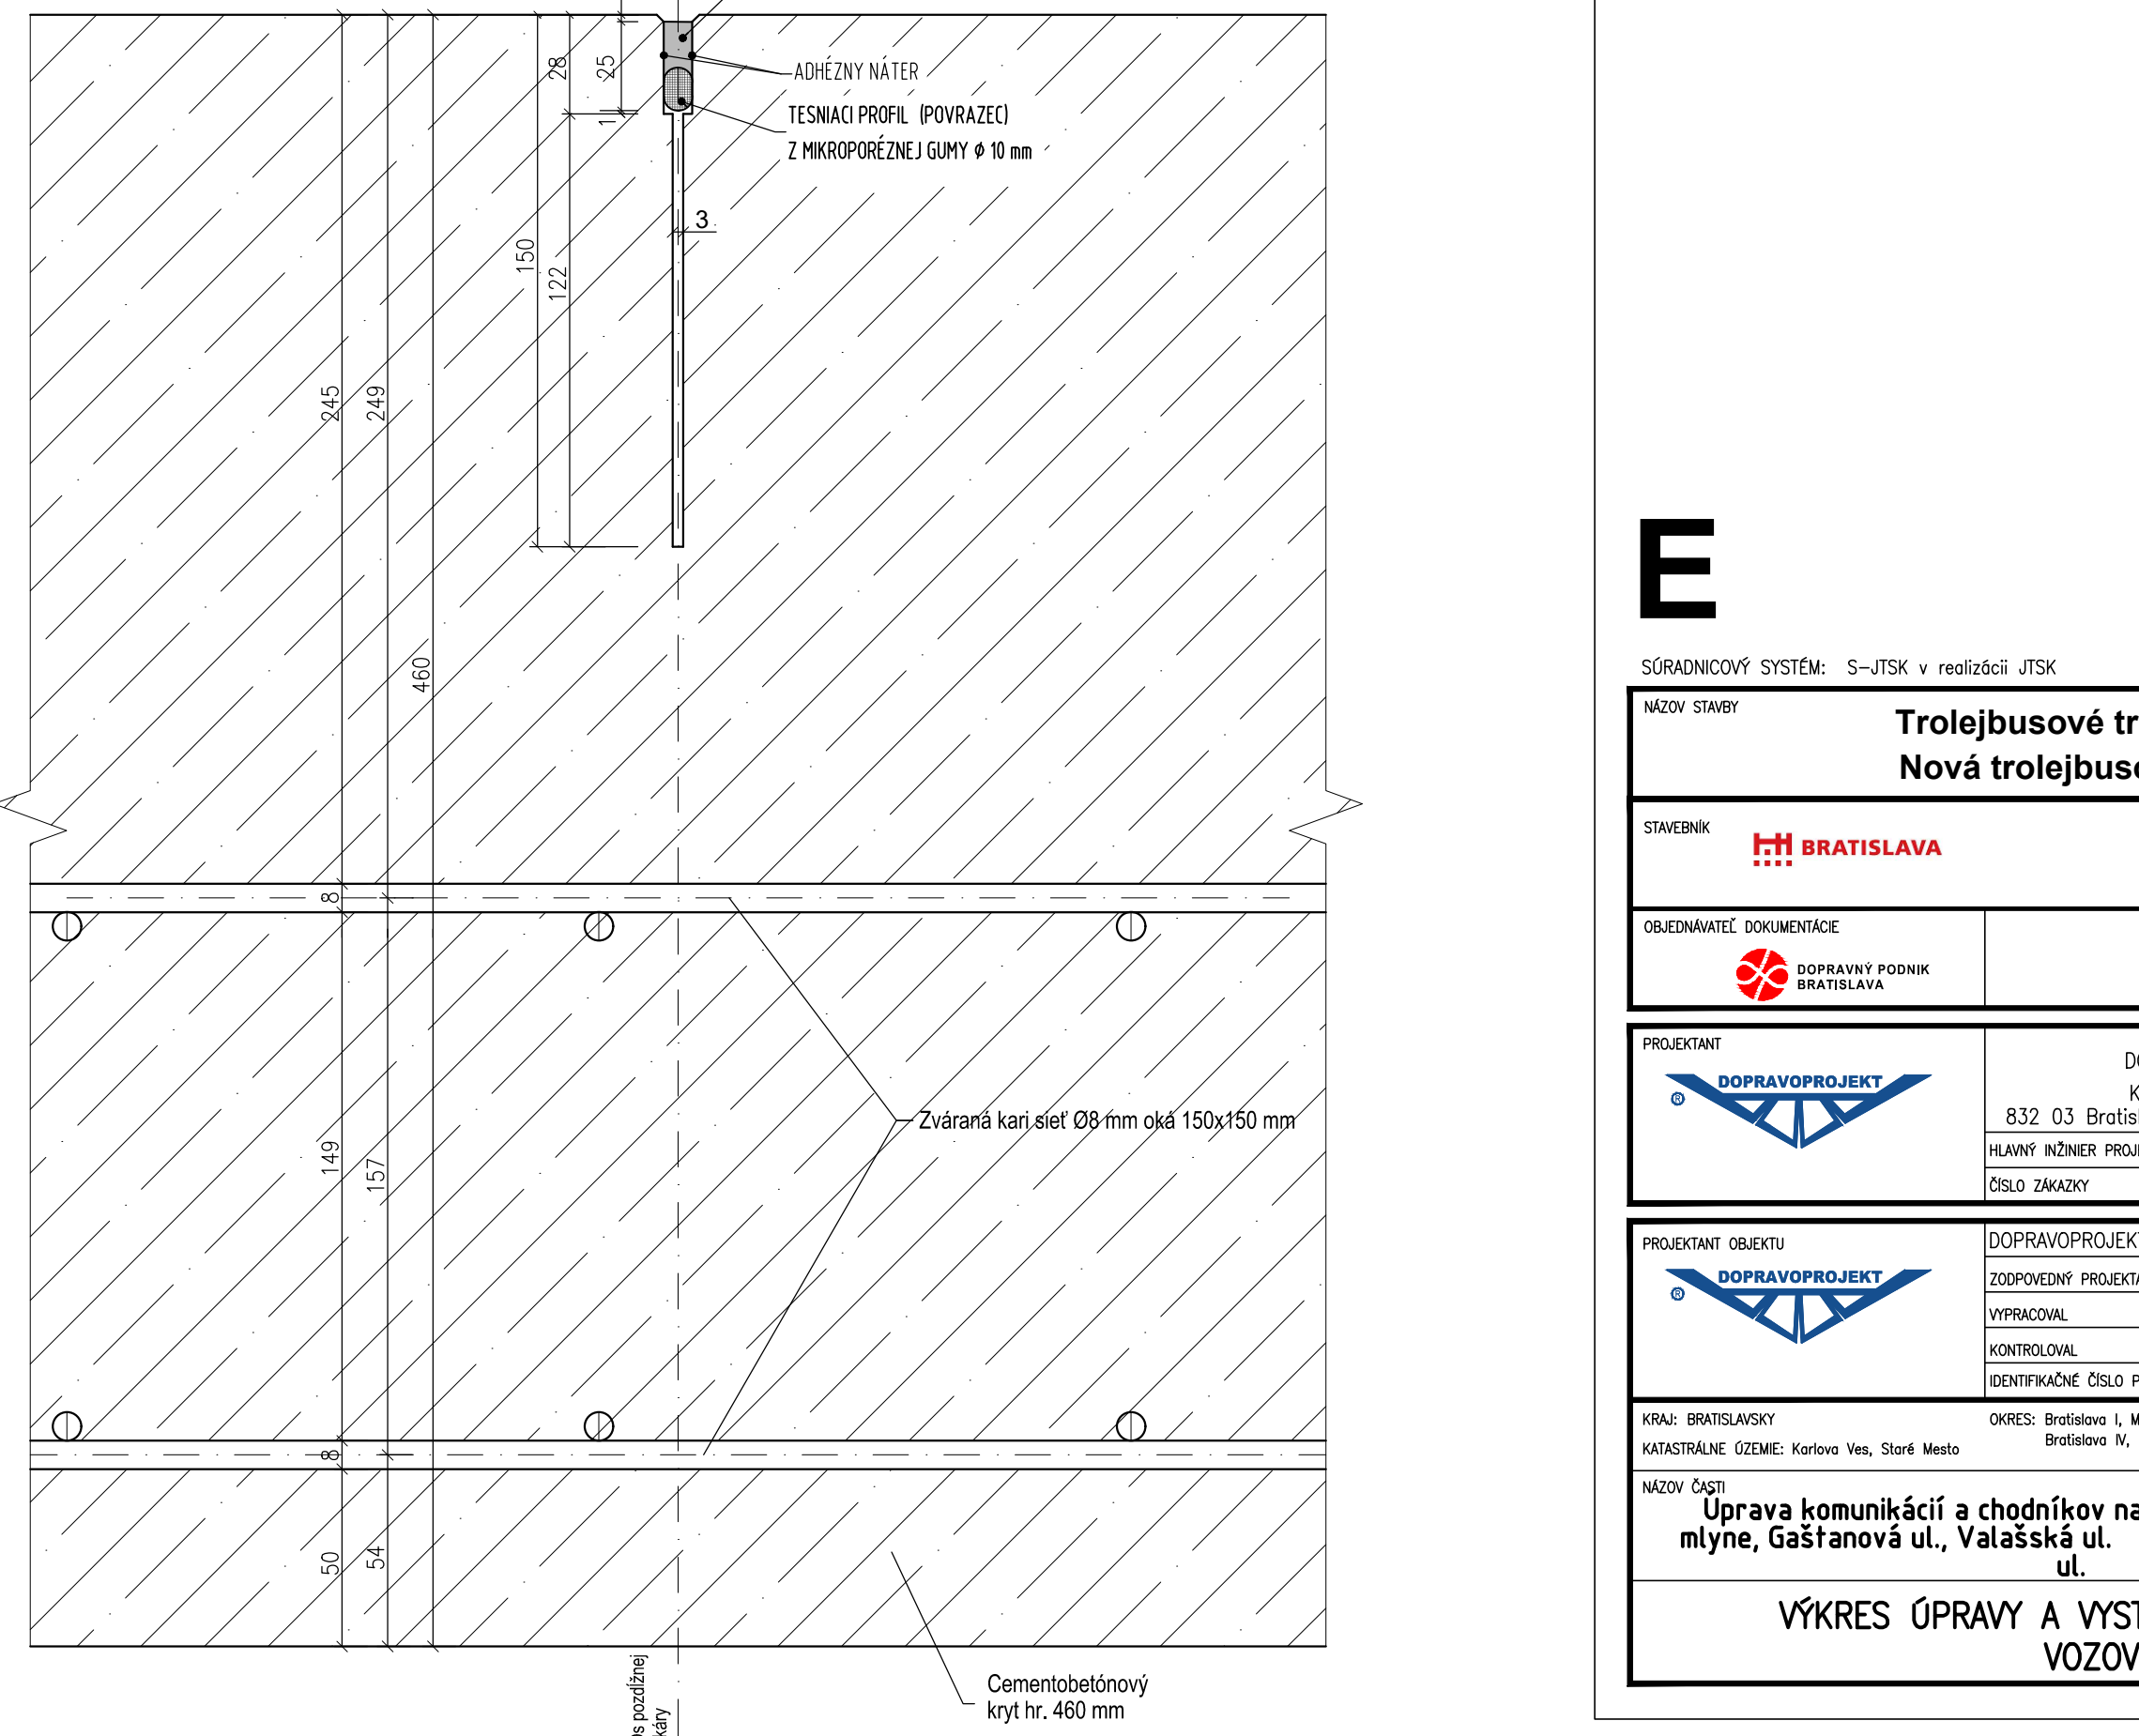 28
25
1
ADHÉZNY NÁTER
TESNIACI PROFIL (POVRAZEC)
Z MIKROPORÉZNEJ GUMY Ø 10 mm
3
150
122
245
249
460
8
149
157
Zváraná kari sieť Ø8 mm oká 150x150 mm
8
50
54
Cementobetónový
kryt hr. 460 mm
pozdĺžnej
E
SÚRADNICOVÝ SYSTÉM: S-JTSK v realizácii JTSK
NÁZOV STAVBY
Trolejbusové tr
Nová trolejbus
STAVEBNÍK
BRATISLAVA
OBJEDNÁVATEĽ DOKUMENTÁCIE
DOPRAVNÝ PODNIK
BRATISLAVA
PROJEKTANT
DOPRAVOPROJEKT
®
D
K
832 03 Bratis
HLAVNÝ INŽINIER PROJ
ČÍSLO ZÁKAZKY
PROJEKTANT OBJEKTU
DOPRAVOPROJEKT
®
DOPRAVOPROJEK
ZODPOVEDNÝ PROJEKT
VYPRACOVAL
KONTROLOVAL
IDENTIFIKAČNÉ ČÍSLO P
KRAJ: BRATISLAVSKY
OKRES: Bratislava I, M
Bratislava IV,
KATASTRÁLNE ÚZEMIE: Karlova Ves, Staré Mesto
NÁZOV ČASTI
Úprava komunikácií a chodníkov na
mlyne, Gaštanová ul., Valašská ul.
ul.
VÝKRES ÚPRAVY A VYST
VOZOV